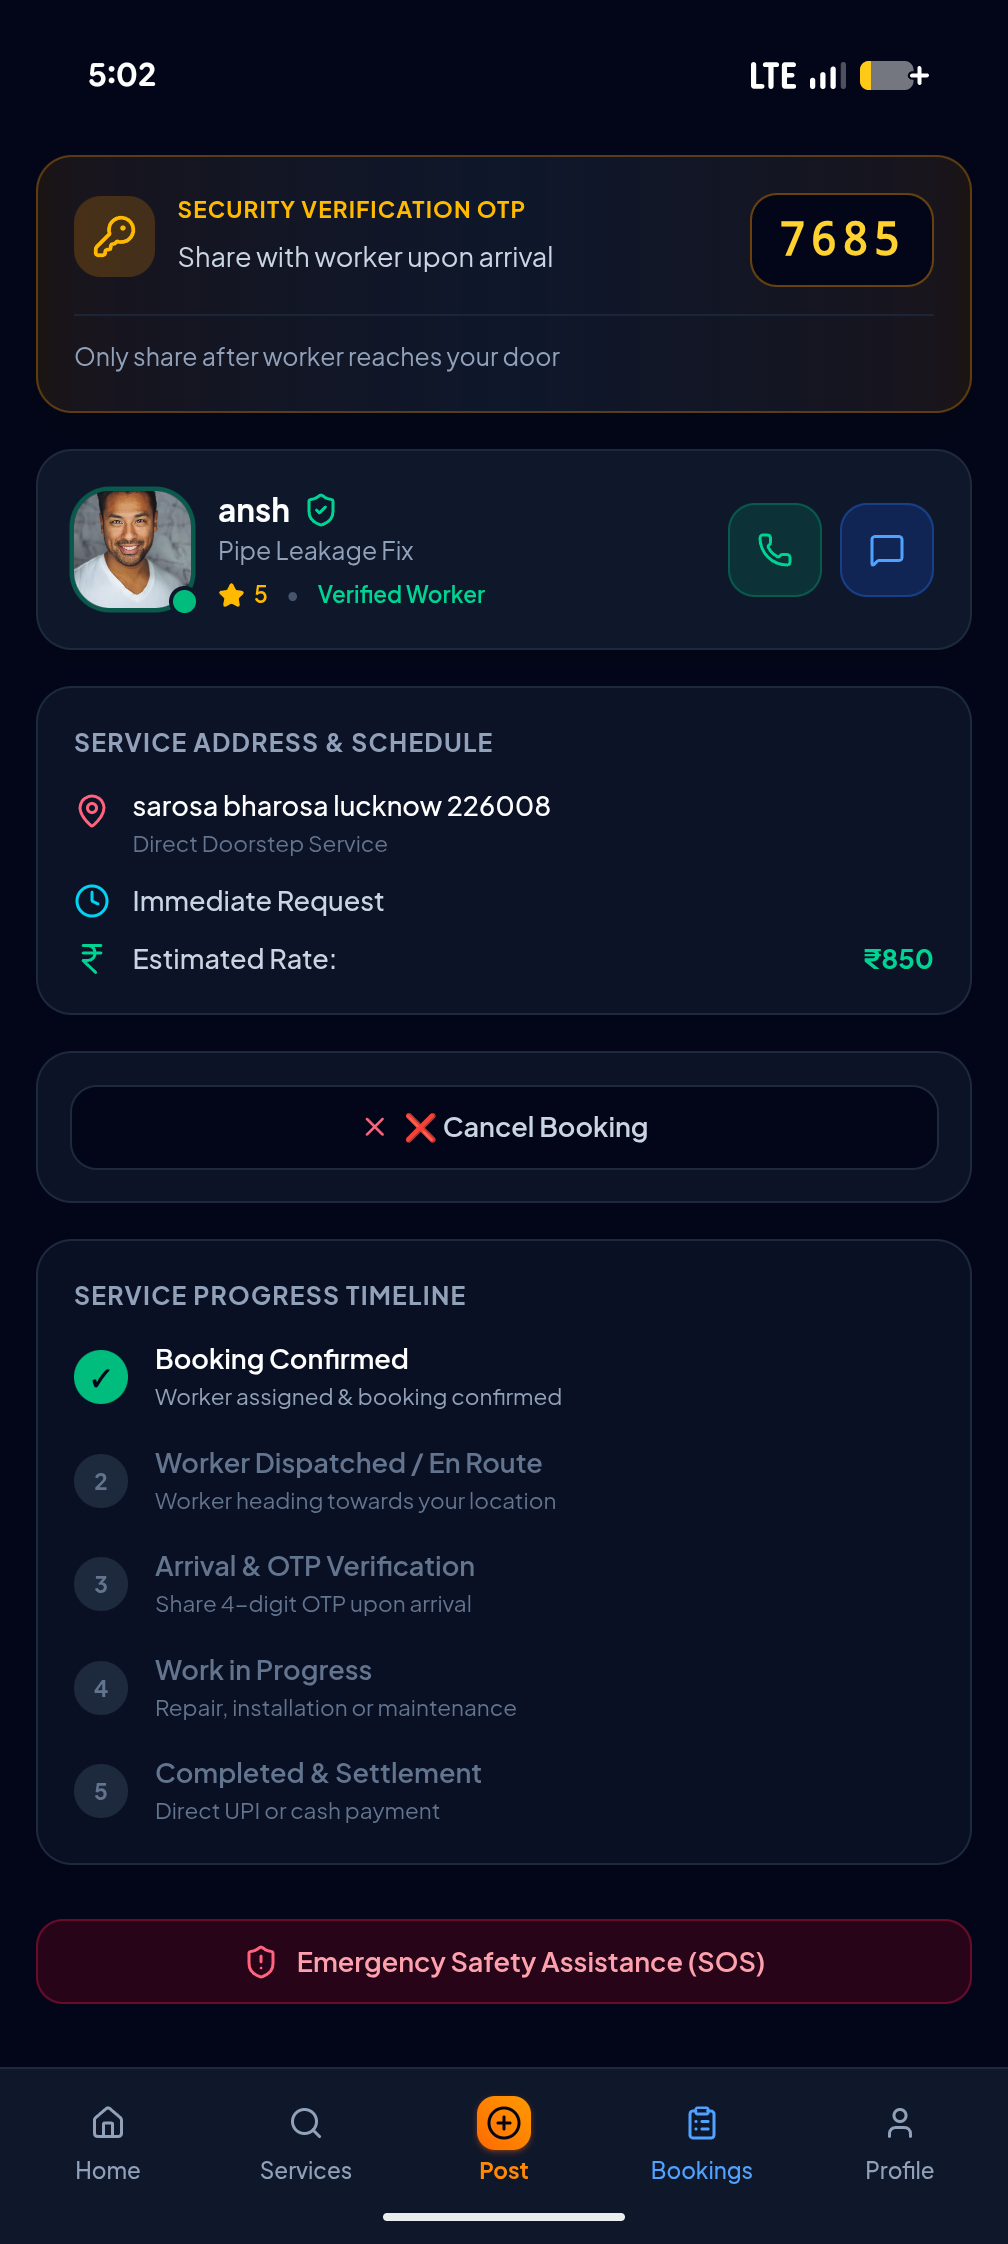 5:02
LTE
SECURITY VERIFICATION OTP
Share with worker upon arrival
7685
Only share after worker reaches your door
ansh
Pipe Leakage Fix
5 • Verified Worker
SERVICE ADDRESS & SCHEDULE
sarosa bharosa lucknow 226008
Direct Doorstep Service
Immediate Request
₹ Estimated Rate: ₹850
❌ Cancel Booking
SERVICE PROGRESS TIMELINE
✓ Booking Confirmed
Worker assigned & booking confirmed
2 Worker Dispatched / En Route
Worker heading towards your location
3 Arrival & OTP Verification
Share 4-digit OTP upon arrival
4 Work in Progress
Repair, installation or maintenance
5 Completed & Settlement
Direct UPI or cash payment
Emergency Safety Assistance (SOS)
Home Services Post Bookings Profile